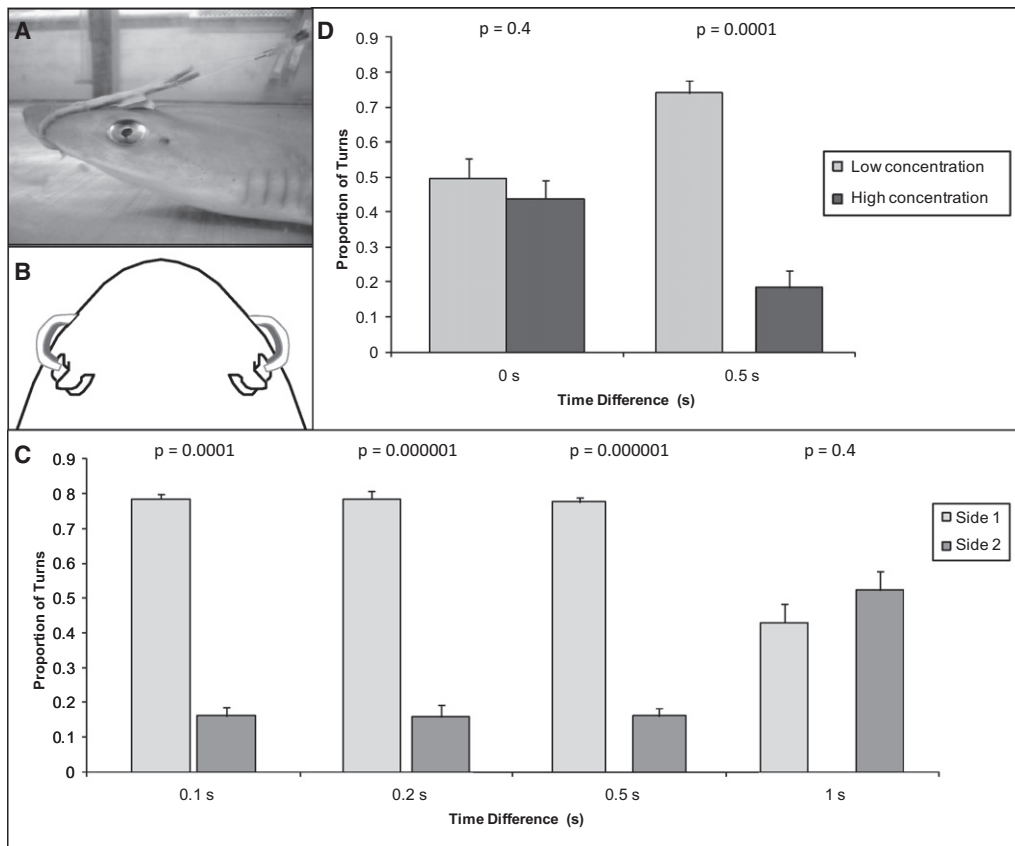 A
B
D
p = 0.4
p = 0.0001
0.9
0.8
0.7
0.6
0.5
0.4
0.3
0.2
0.1
0
Proportion of Turns
0 s
0.5 s
Time Difference (s)
Low concentration
High concentration
C
p = 0.0001
p = 0.000001
p = 0.000001
p = 0.4
0.9
0.8
0.7
0.6
0.5
0.4
0.3
0.2
0.1
0
Proportion of Turns
0.1 s
0.2 s
0.5 s
1 s
Time Difference (s)
Side 1
Side 2